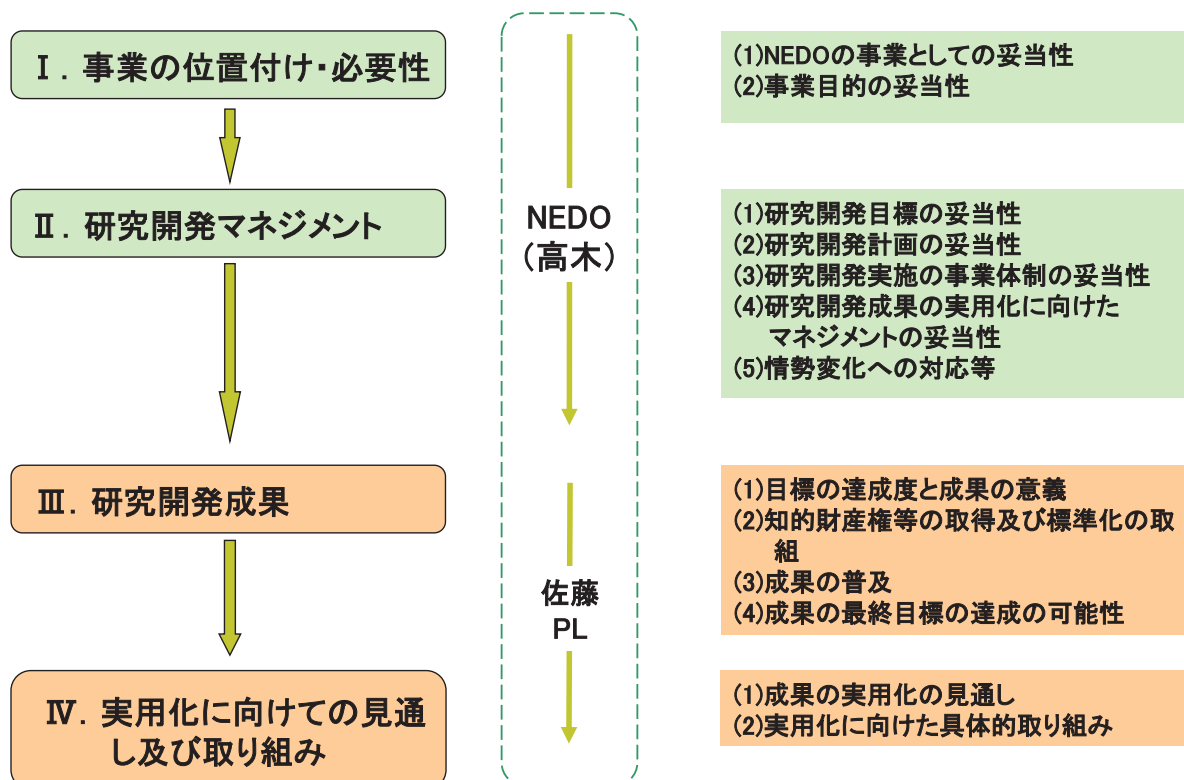 Ⅰ．事業の位置付け・必要性
(1)NEDOの事業としての妥当性
(2)事業目的の妥当性
Ⅱ．研究開発マネジメント
NEDO
（高木）
(1)研究開発目標の妥当性
(2)研究開発計画の妥当性
(3)研究開発実施の事業体制の妥当性
(4)研究開発成果の実用化に向けた
マネジメントの妥当性
(5)情勢変化への対応等
Ⅲ．研究開発成果
(1)目標の達成度と成果の意義
(2)知的財産権等の取得及び標準化の取
組
(3)成果の普及
(4)成果の最終目標の達成の可能性
佐藤
PL
Ⅳ．実用化に向けての見通
し及び取り組み
(1)成果の実用化の見通し
(2)実用化に向けた具体的取り組み